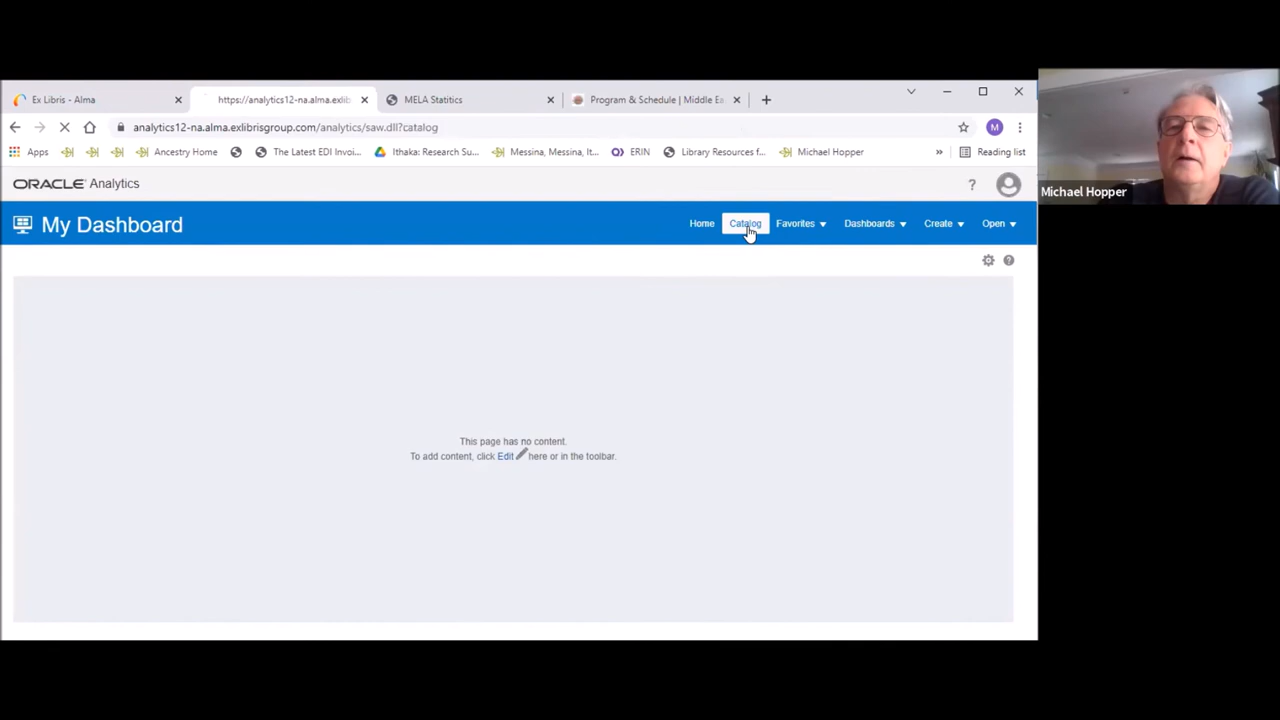 Ex Libris - Alma
https://analytics12-na.alma.exlib
MELA Statitics
Program & Schedule | Middle Ea
analytics12-na.alma.exlibrisgroup.com/analytics/saw.dll?catalog
M
Apps
Ancestry Home
The Latest EDI Invoi...
Ithaka: Research Su...
Messina, Messina, It...
ERIN
Library Resources f...
Michael Hopper
»
Reading list
ORACLE Analytics
?
My Dashboard
Home
Catalog
Favorites
Dashboards
Create
Open
This page has no content.
To add content, click Edit here or in the toolbar.
Michael Hopper